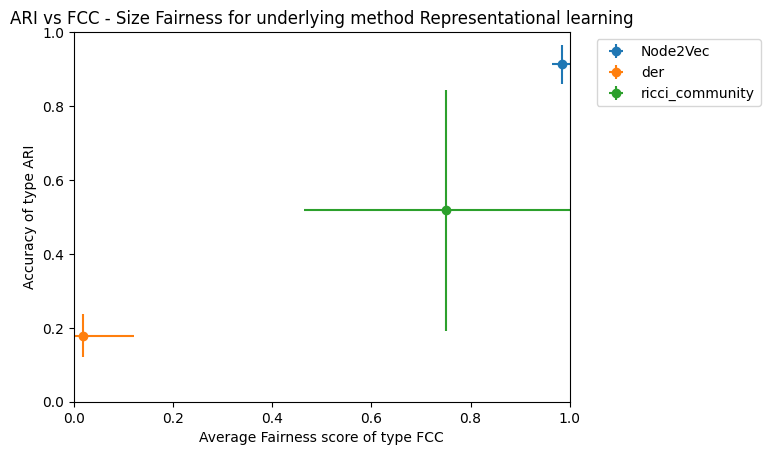 ARI vs FCC - Size Fairness for underlying method Representational learning
Node2Vec
der
ricci_community
1.0
0.8
0.6
0.4
0.2
0.0
Accuracy of type ARI
0.0 0.2 0.4 0.6 0.8 1.0
Average Fairness score of type FCC